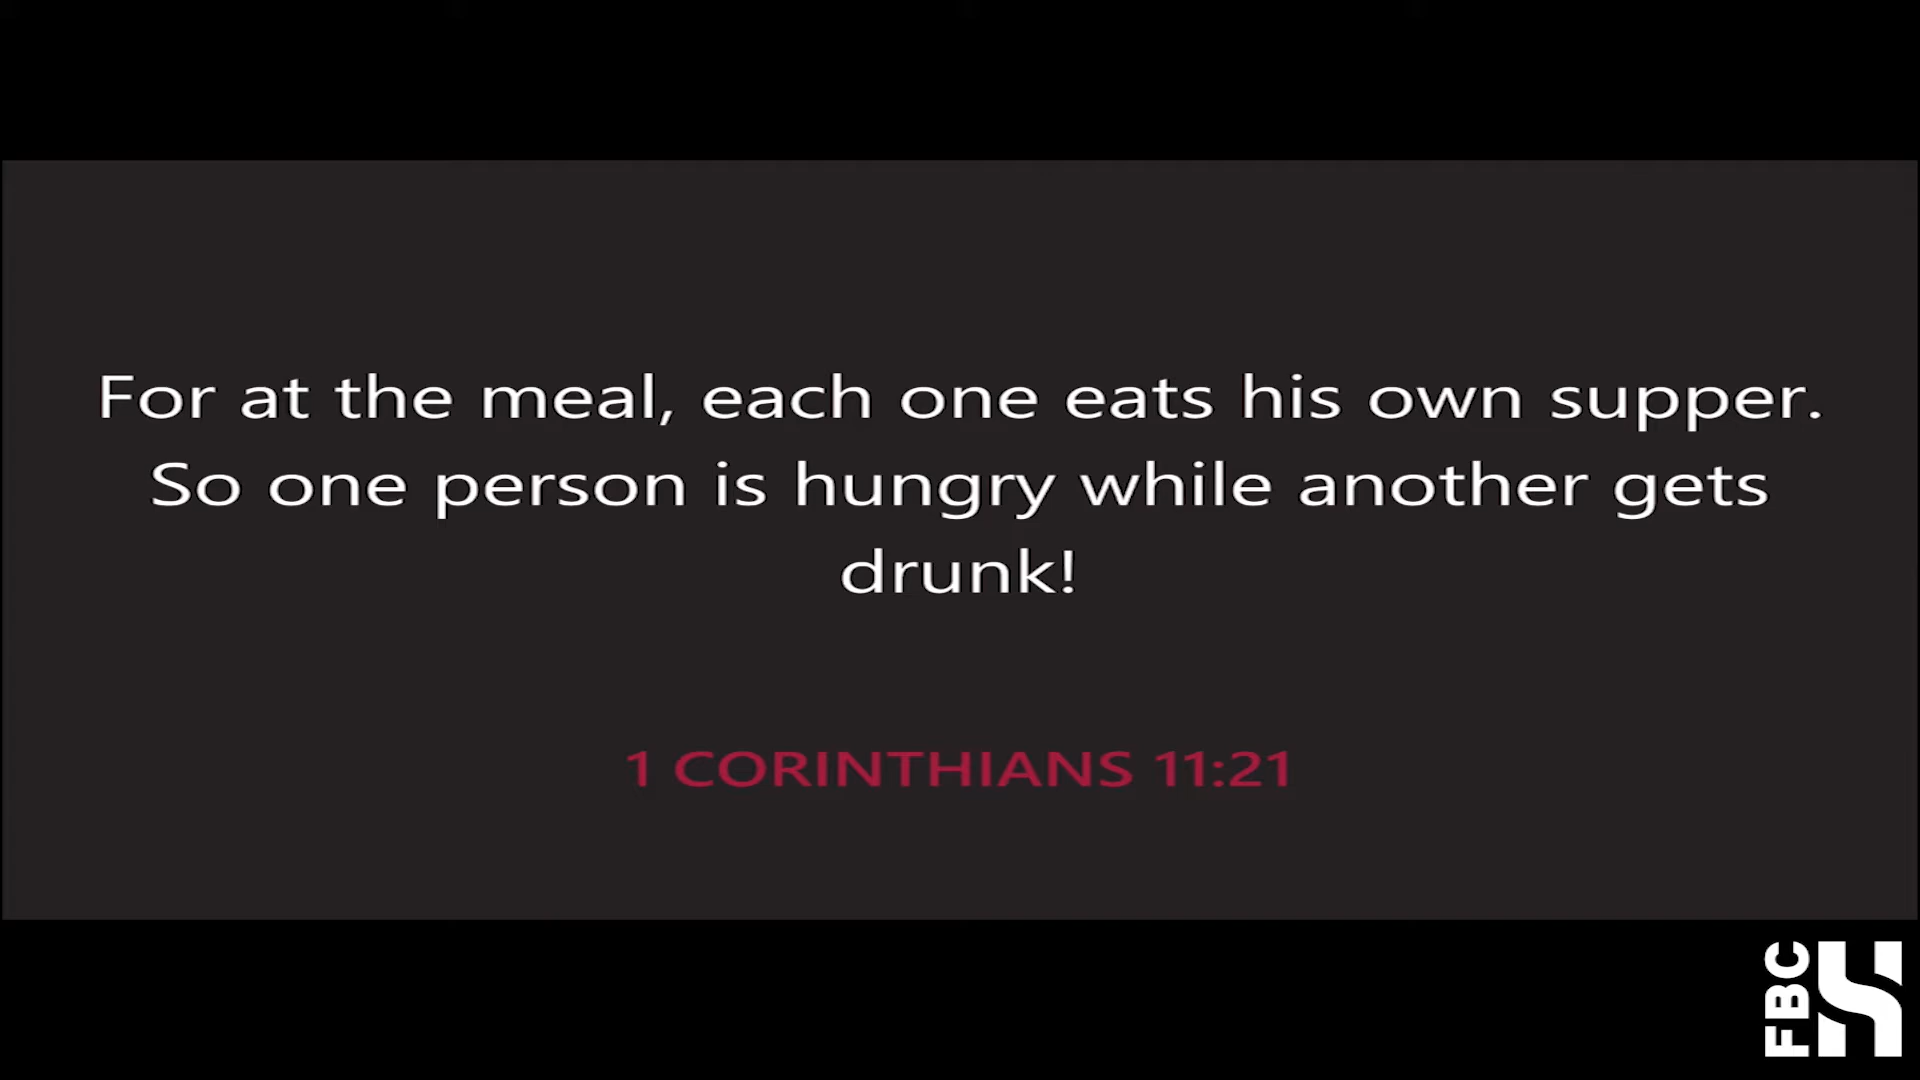 For at the meal, each one eats his own supper.
So one person is hungry while another gets
drunk!
1 CORINTHIANS 11:21
FBC